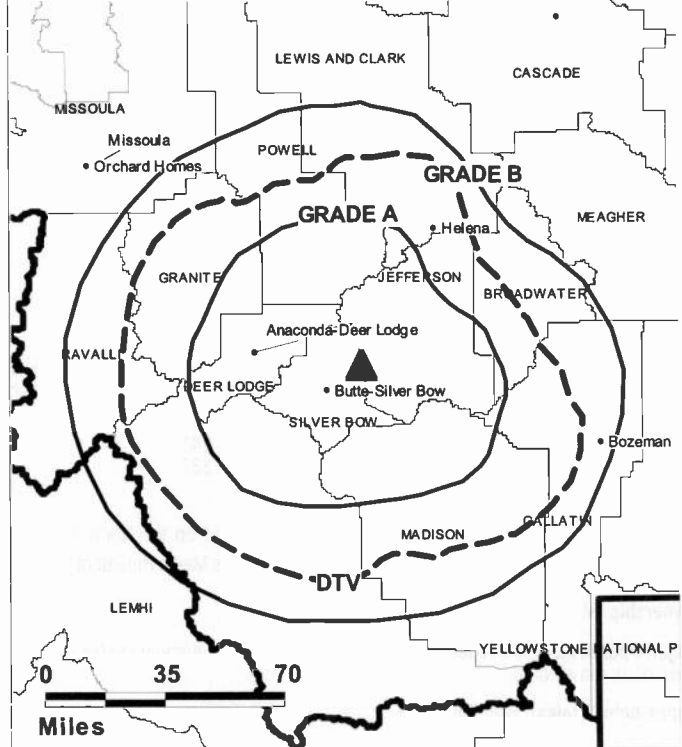 LEWIS AND CLARK
CASCADE
MISSOULA
Missoula
Orchard Homes
POWELL
GRADE B
GRADE A
Helena
MEAGHER
GRANITE
JEFFERSON
BROADWATER
Anaconda-Deer Lodge
RAVALLI
DEER LODGE
Butte-Silver Bow
SILVER BOW
Bozeman
GALLATIN
MADISON
DTV
LEMHI
YELLOWSTONE NATIONAL P
0 35 70
Miles